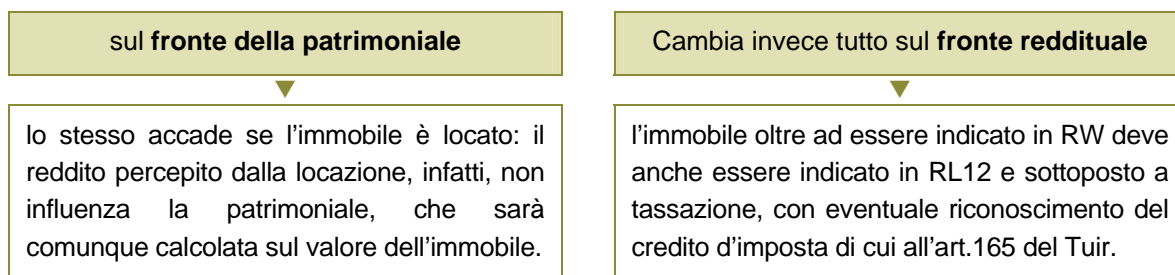 sul fronte della patrimoniale
lo stesso accade se l'immobile è locato: il
reddito percepito dalla locazione, infatti, non
influenza la patrimoniale, che sarà
comunque calcolata sul valore dell'immobile.
Cambia invece tutto sul fronte reddituale
l'immobile oltre ad essere indicato in RW deve
anche essere indicato in RL12 e sottoposto a
tassazione, con eventuale riconoscimento del
credito d'imposta di cui all'art.165 del Tuir.